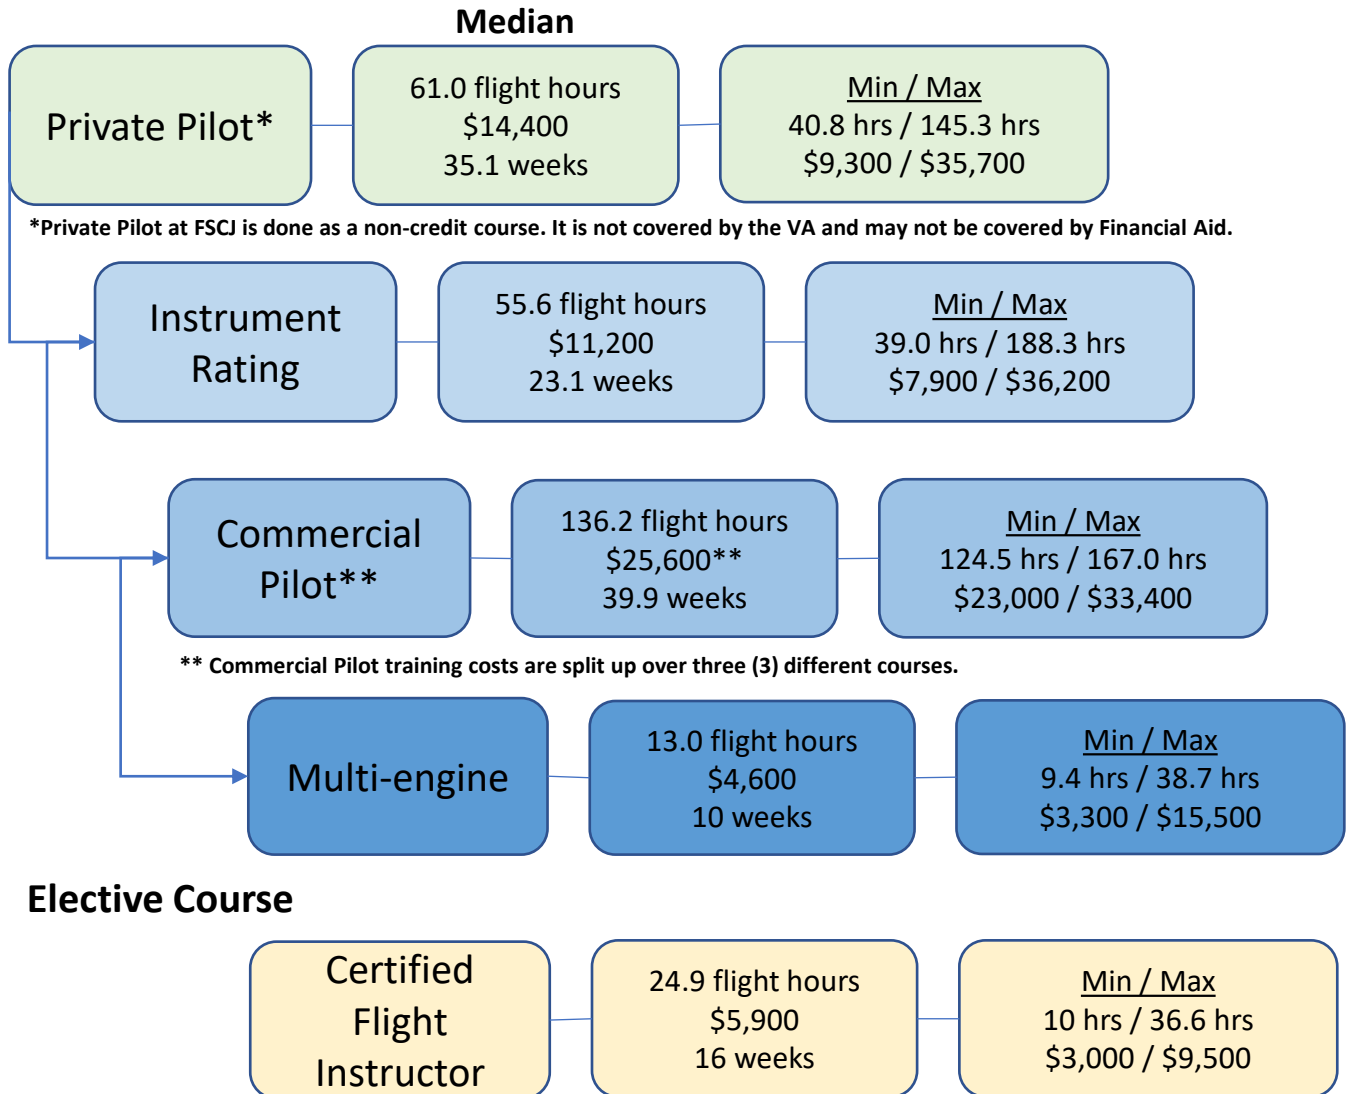 Median
Private Pilot*
61.0 flight hours
$14,400
35.1 weeks
Min / Max
40.8 hrs / 145.3 hrs
$9,300 / $35,700
*Private Pilot at FSCJ is done as a non-credit course. It is not covered by the VA and may not be covered by Financial Aid.
Instrument
Rating
55.6 flight hours
$11,200
23.1 weeks
Min / Max
39.0 hrs / 188.3 hrs
$7,900 / $36,200
Commercial
Pilot**
136.2 flight hours
$25,600**
39.9 weeks
Min / Max
124.5 hrs / 167.0 hrs
$23,000 / $33,400
** Commercial Pilot training costs are split up over three (3) different courses.
Multi-engine
13.0 flight hours
$4,600
10 weeks
Min / Max
9.4 hrs / 38.7 hrs
$3,300 / $15,500
Elective Course
Certified
Flight
Instructor
24.9 flight hours
$5,900
16 weeks
Min / Max
10 hrs / 36.6 hrs
$3,000 / $9,500